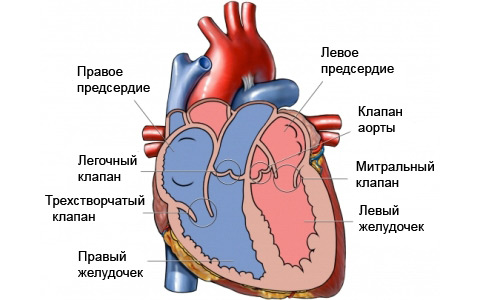 Правое
предсердие
Легочный
клапан
Трехстворчатый
клапан
Правый
желудочек
Левое
предсердие
Клапан
аорты
Митральный
клапан
Левый
желудочек